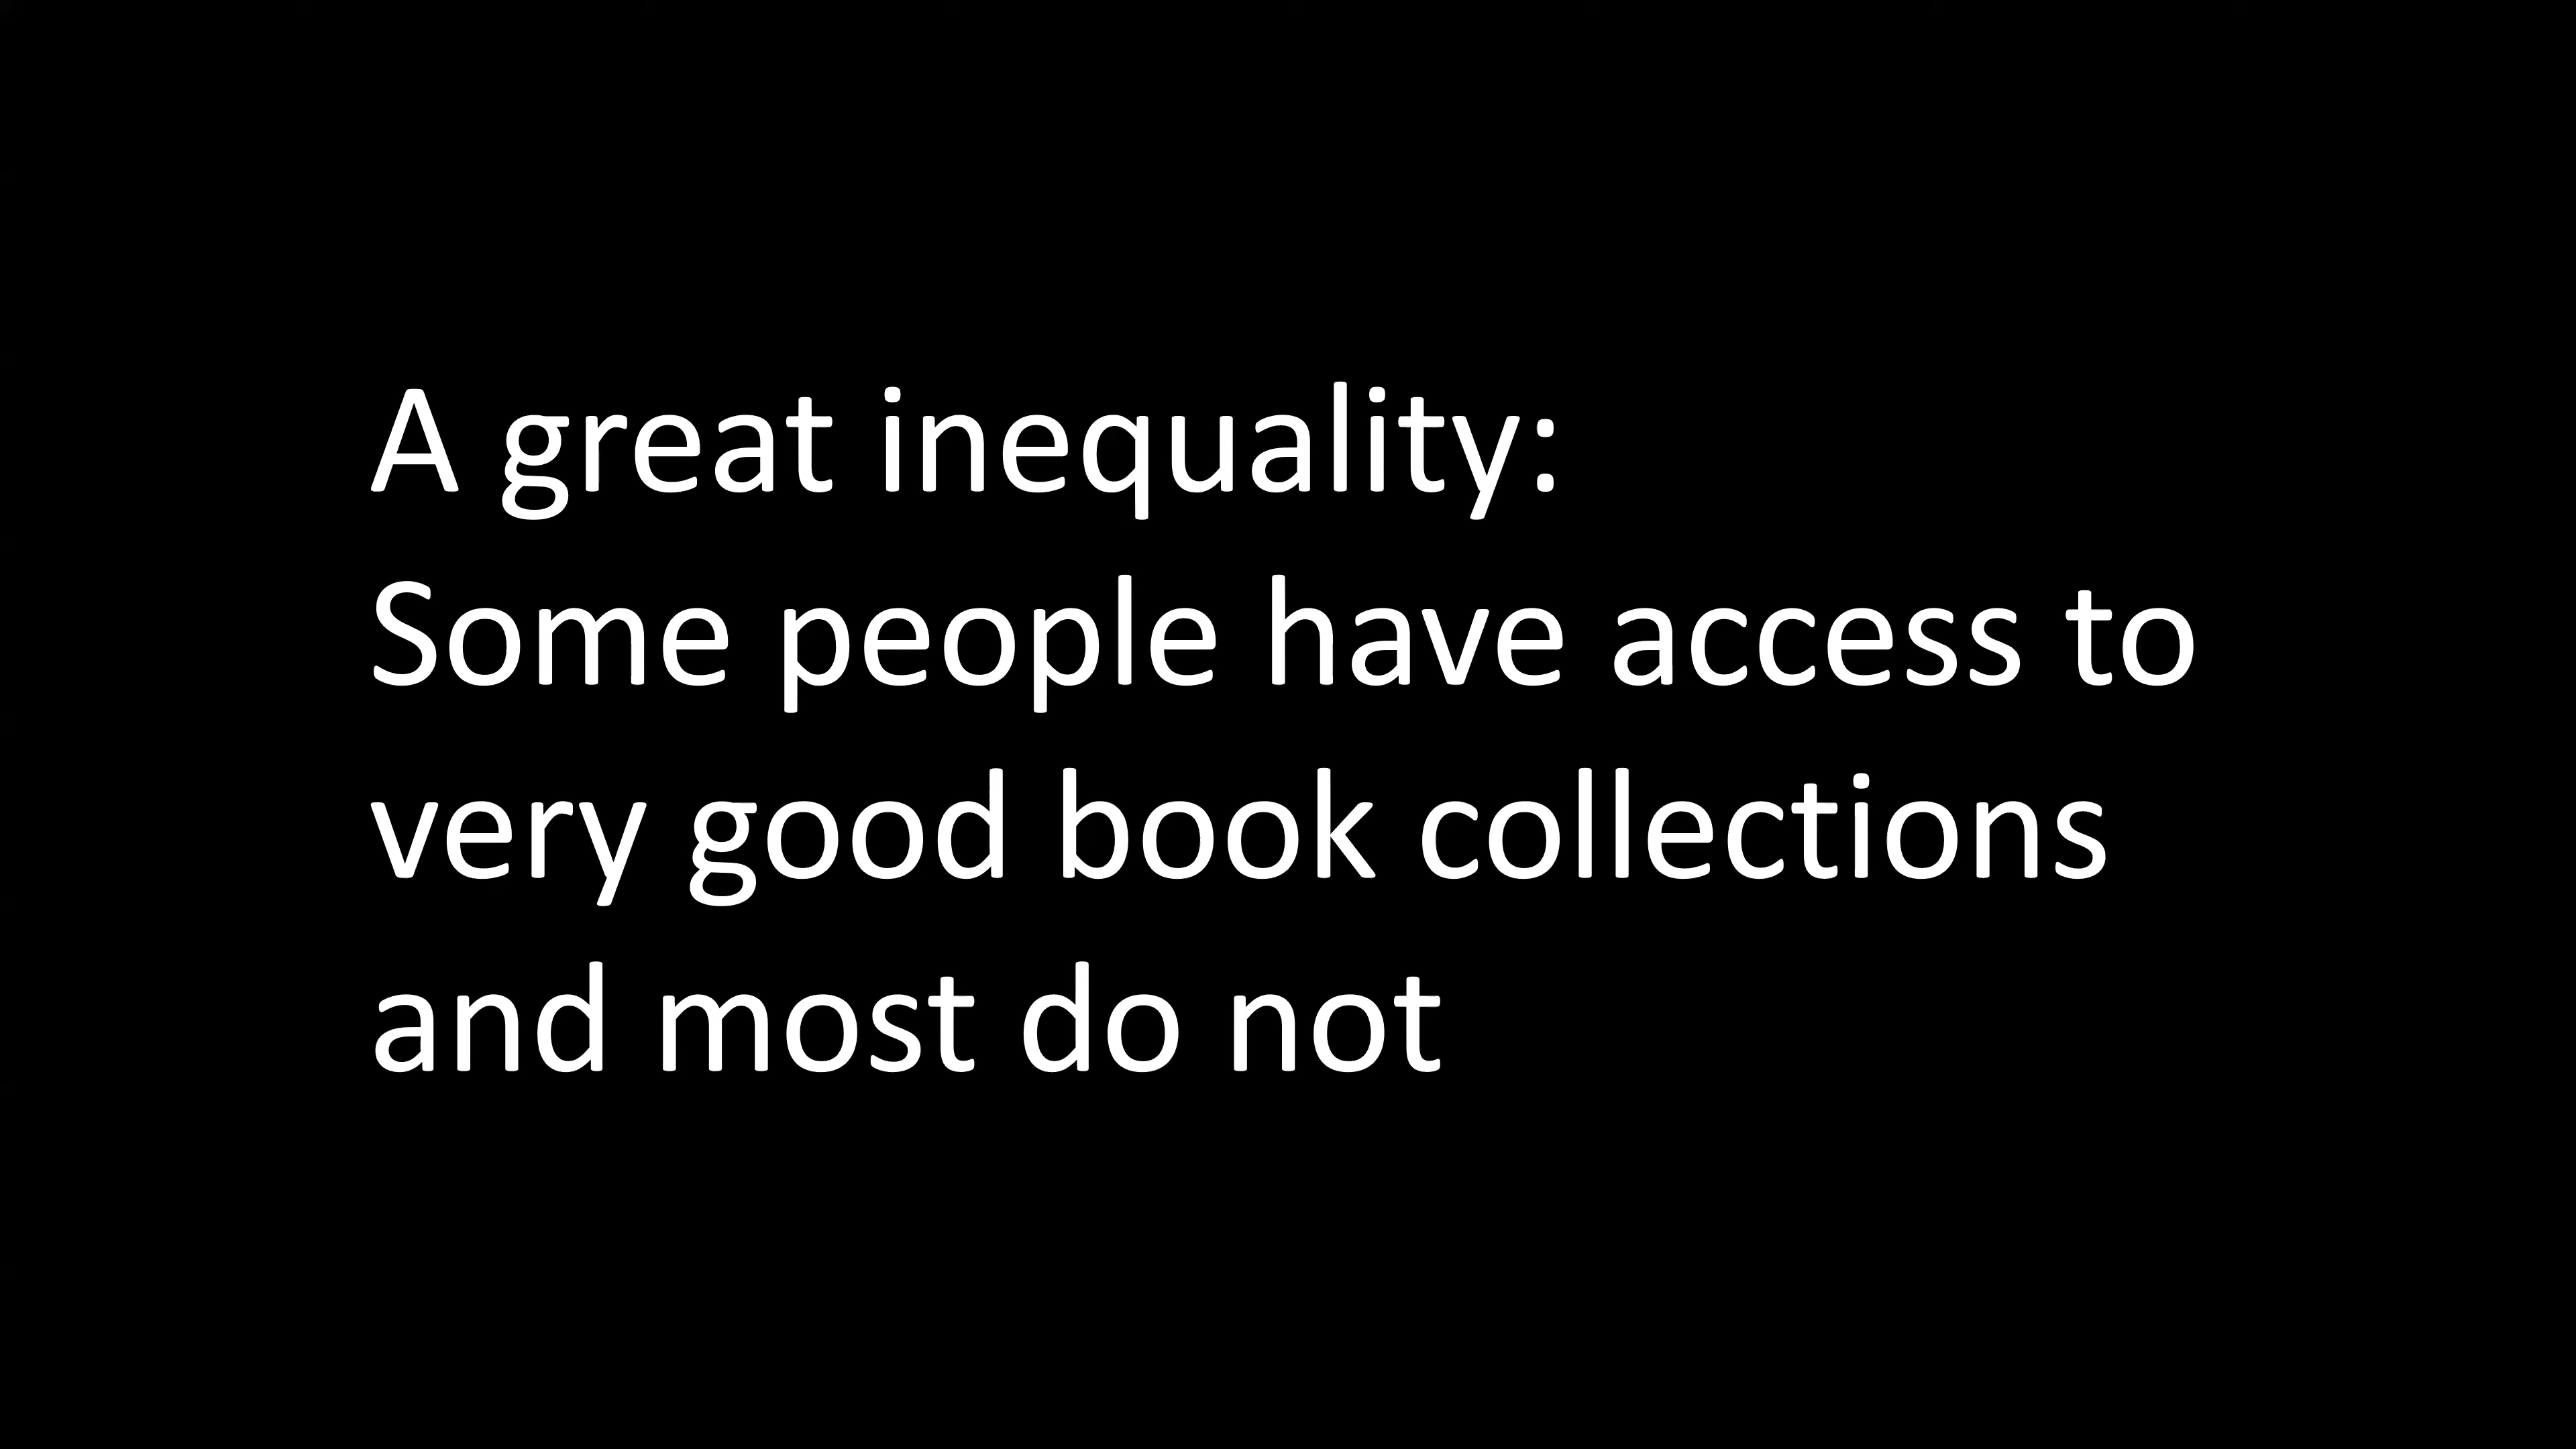 A great inequality:
Some people have access to
very good book collections
and most do not